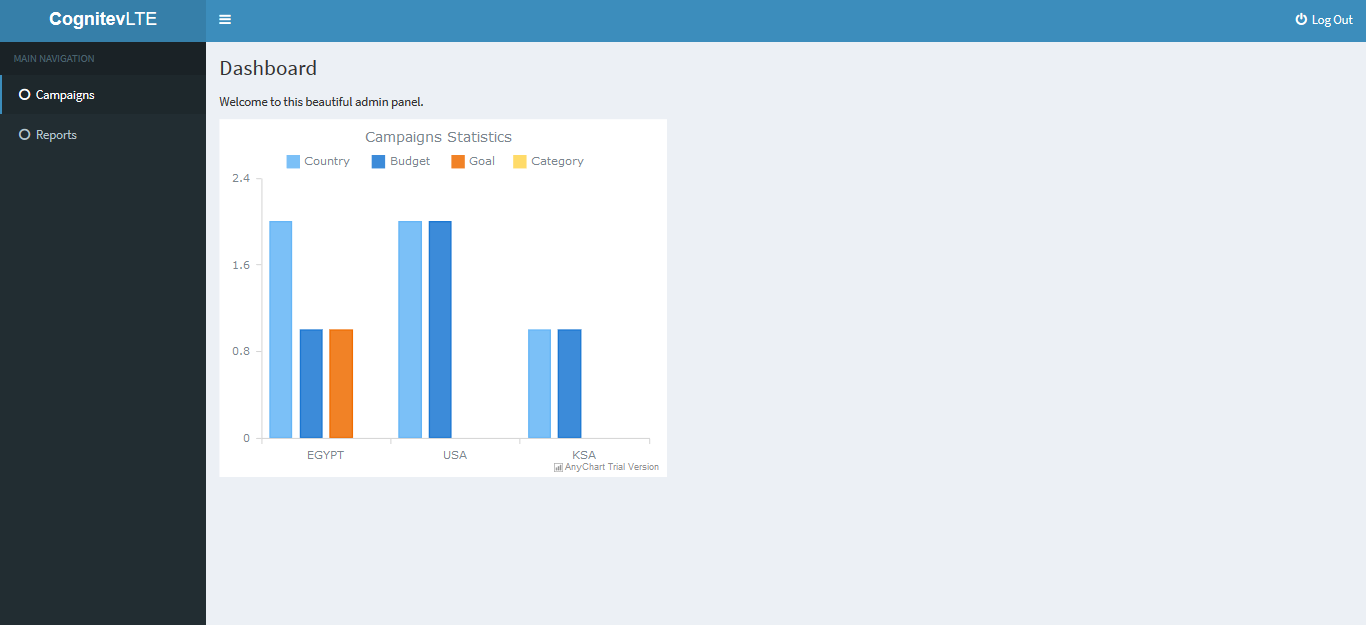 CognitevLTE
Log Out
MAIN NAVIGATION
Campaigns
Reports
Dashboard
Welcome to this beautiful admin panel.
Campaigns Statistics
Country Budget Goal Category
2.4
1.6
0.8
0
EGYPT USA KSA
AnyChart Trial Version